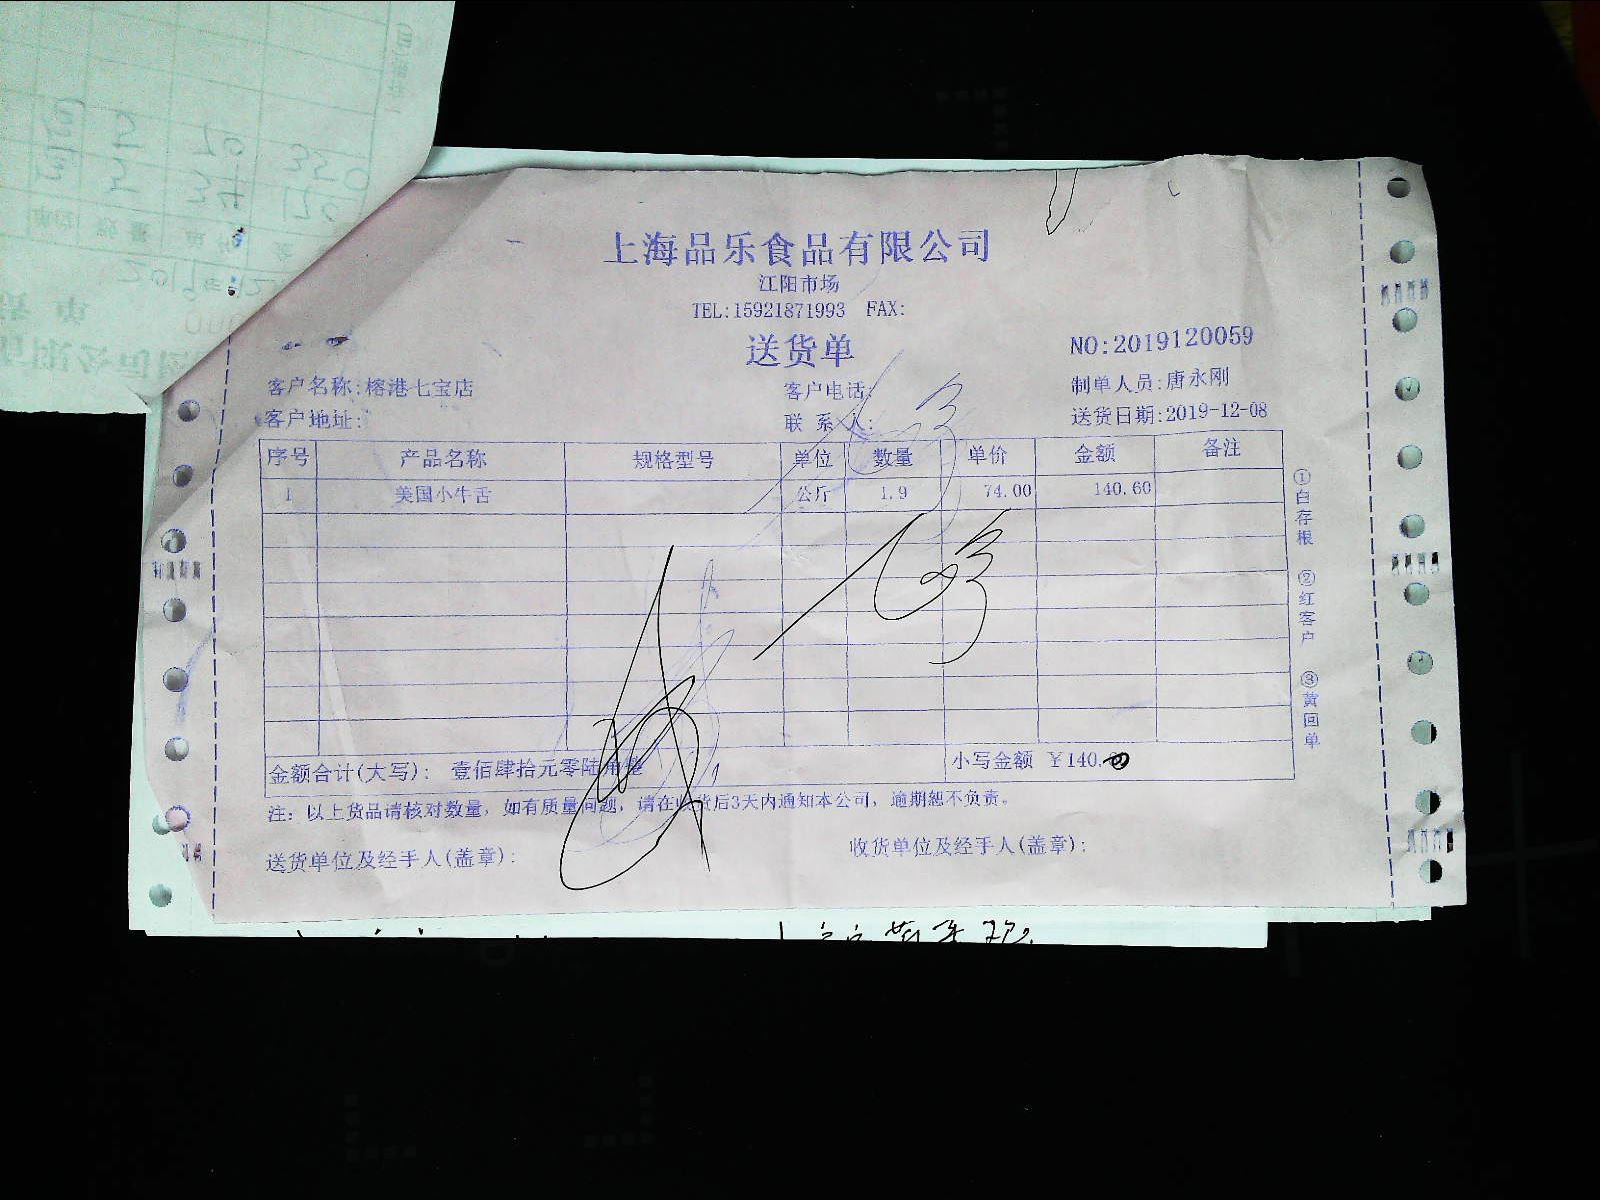 上海品乐食品有限公司
江阳市场
TEL:15921871993 FAX:
送货单
NO:2019120059
客户名称:榕港七宝店 客户电话: 制单人员:唐永刚
客户地址: 联系人: 送货日期:2019-12-08
序号 产品名称 规格型号 单位 数量 单价 金额 备注
1 美国小牛舌 公斤 1.9 74.00 140.60
金额合计(大写): 壹佰肆拾元零陆角整 小写金额 ¥140.
注: 以上货品请核对数量, 如有质量问题, 请在收货后3天内通知本公司, 逾期恕不负责。
送货单位及经手人(盖章): 收货单位及经手人(盖章):
①白存根 ②红客户 ③黄回单
5 70 350
34 170